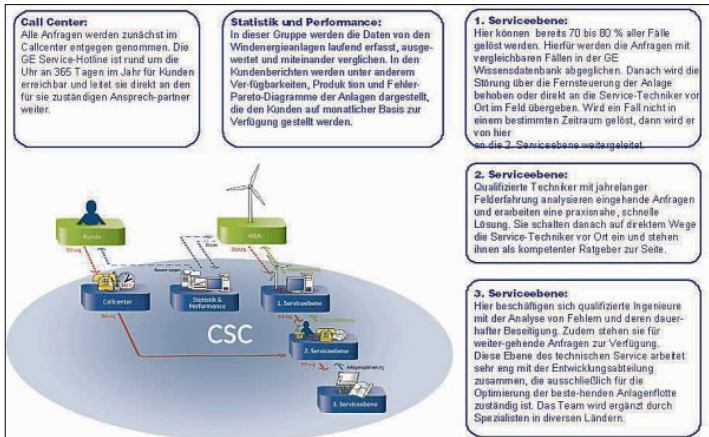 Call Center:
Alle Anfragen werden zunächst im
Callcenter entgegen genommen. Die
GE Service-Hotline ist rund um die
Uhr an 365 Tagen im Jahr für Kunden
erreichbar und leitet sie direkt an den
für sie zuständigen Ansprech-partner
weiter.
Statistik und Performance:
In dieser Gruppe werden die Daten von den
Windenergieanlagen laufend erfasst, ausge-
wertet und miteinander verglichen. In den
Kundenberichten werden unter anderem
Ver-fügbarkeiten, Produk tion und Fehler-
Pareto-Diagramme der Anlagen dargestellt,
die den Kunden auf monatlicher Basis zur
Verfügung gestellt werden.
1. Serviceebene:
Hier können bereits 70 bis 80 % aller Fälle
gelöst werden. Hierfür werden die Anfragen mit
vergleichbaren Fällen in der GE
Wissensdatenbank abgeglichen. Danach wird die
Störung über die Fernsteuerung der Anlage
behoben oder direkt an die Service-Techniker vor
Ort im Feld übergeben. Wird ein Fall nicht in
einem bestimmten Zeitraum gelöst, dann wird er
von hier
an die 2. Serviceebene weitergeleitet.
2. Serviceebene:
Qualifizierte Techniker mit jahrelanger
Felderfahrung analysieren eingehende Anfragen
und erarbeiten eine praxisnahe, schnelle
Lösung. Sie schalten danach auf direktem Wege
die Service-Techniker vor Ort ein und stehen
ihnen als kompetenter Ratgeber zur Seite.
3. Serviceebene:
Hier beschäftigen sich qualifizierte Ingenieure
mit der Analyse von Fehlern und deren dauer-
hafter Beseitigung. Zudem stehen sie für
weiter-gehende Anfragen zur Verfügung.
Diese Ebene des technischen Service arbeitet
sehr eng mit der Entwicklungsabteilung
zusammen, die ausschließlich für die
Optimierung der beste-henden Anlagenflotte
zuständig ist. Das Team wird ergänzt durch
Spezialisten in diversen Ländern.
Kunde
WEA
Störung
Daten
Störung
Callcenter
Statistik &
Performance
1. Serviceebene
Störung
CSC
2. Serviceebene
3. Serviceebene